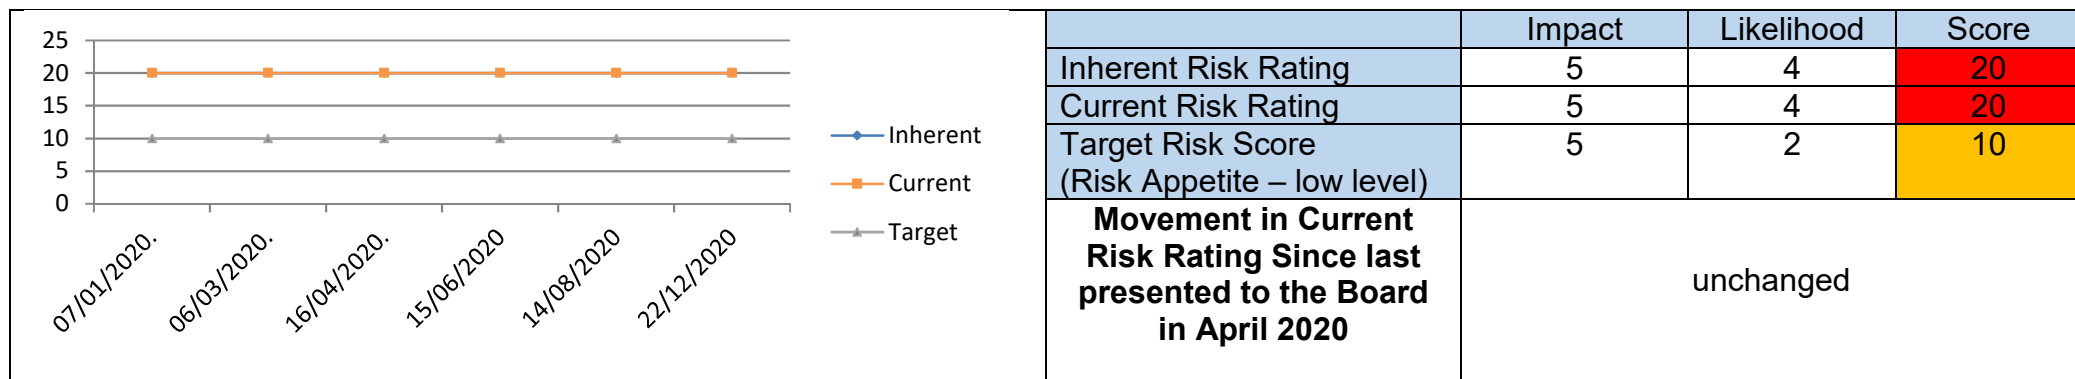 25
20
15
10
5
0
07/01/2020.
06/03/2020.
16/04/2020.
15/06/2020
14/08/2020
22/12/2020
Inherent
Current
Target
Impact Likelihood Score
Inherent Risk Rating 5 4 20
Current Risk Rating 5 4 20
Target Risk Score 5 2 10
(Risk Appetite – low level)
Movement in Current
Risk Rating Since last
presented to the Board
in April 2020
unchanged